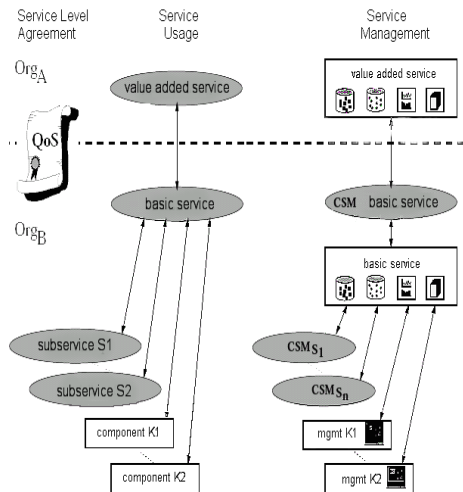 Service Level
Agreement
Service
Usage
Service
Management
OrgA
value added service
value added service
QoS
basic service
CSM basic service
OrgB
basic service
subservice S1
CSMS1
subservice S2
CSMSn
component K1
mgmt K1
component K2
mgmt K2